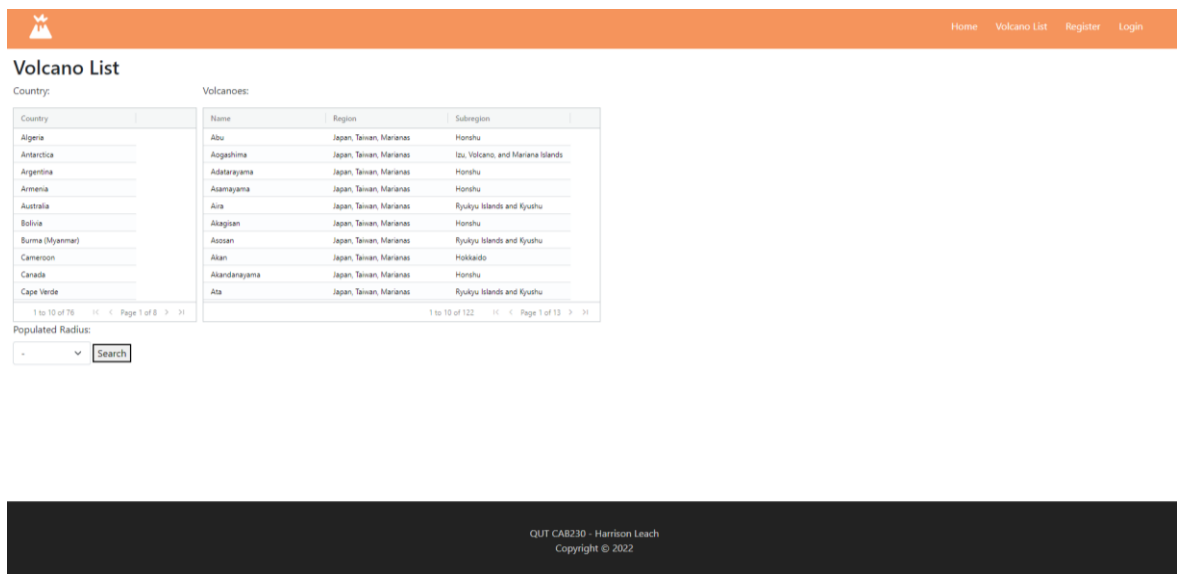 Home Volcano List Register Login
Volcano List
Country: Volcanoes:
Country Name Region Subregion
Algeria Abu Japan, Taiwan, Marianas Honshu
Antarctica Aogashima Japan, Taiwan, Marianas Izu, Volcano, and Mariana Islands
Argentina Adatarayama Japan, Taiwan, Marianas Honshu
Armenia Asamayama Japan, Taiwan, Marianas Honshu
Australia Aira Japan, Taiwan, Marianas Ryukyu Islands and Kyushu
Bolivia Akagisan Japan, Taiwan, Marianas Honshu
Burma (Myanmar) Asosan Japan, Taiwan, Marianas Ryukyu Islands and Kyushu
Cameroon Akan Japan, Taiwan, Marianas Hokkaido
Canada Akandanayama Japan, Taiwan, Marianas Honshu
Cape Verde Ata Japan, Taiwan, Marianas Ryukyu Islands and Kyushu
1 to 10 of 76 Page 1 of 8 1 to 10 of 122 Page 1 of 13
Populated Radius:
- Search
QUT CAB230 - Harrison Leach
Copyright © 2022